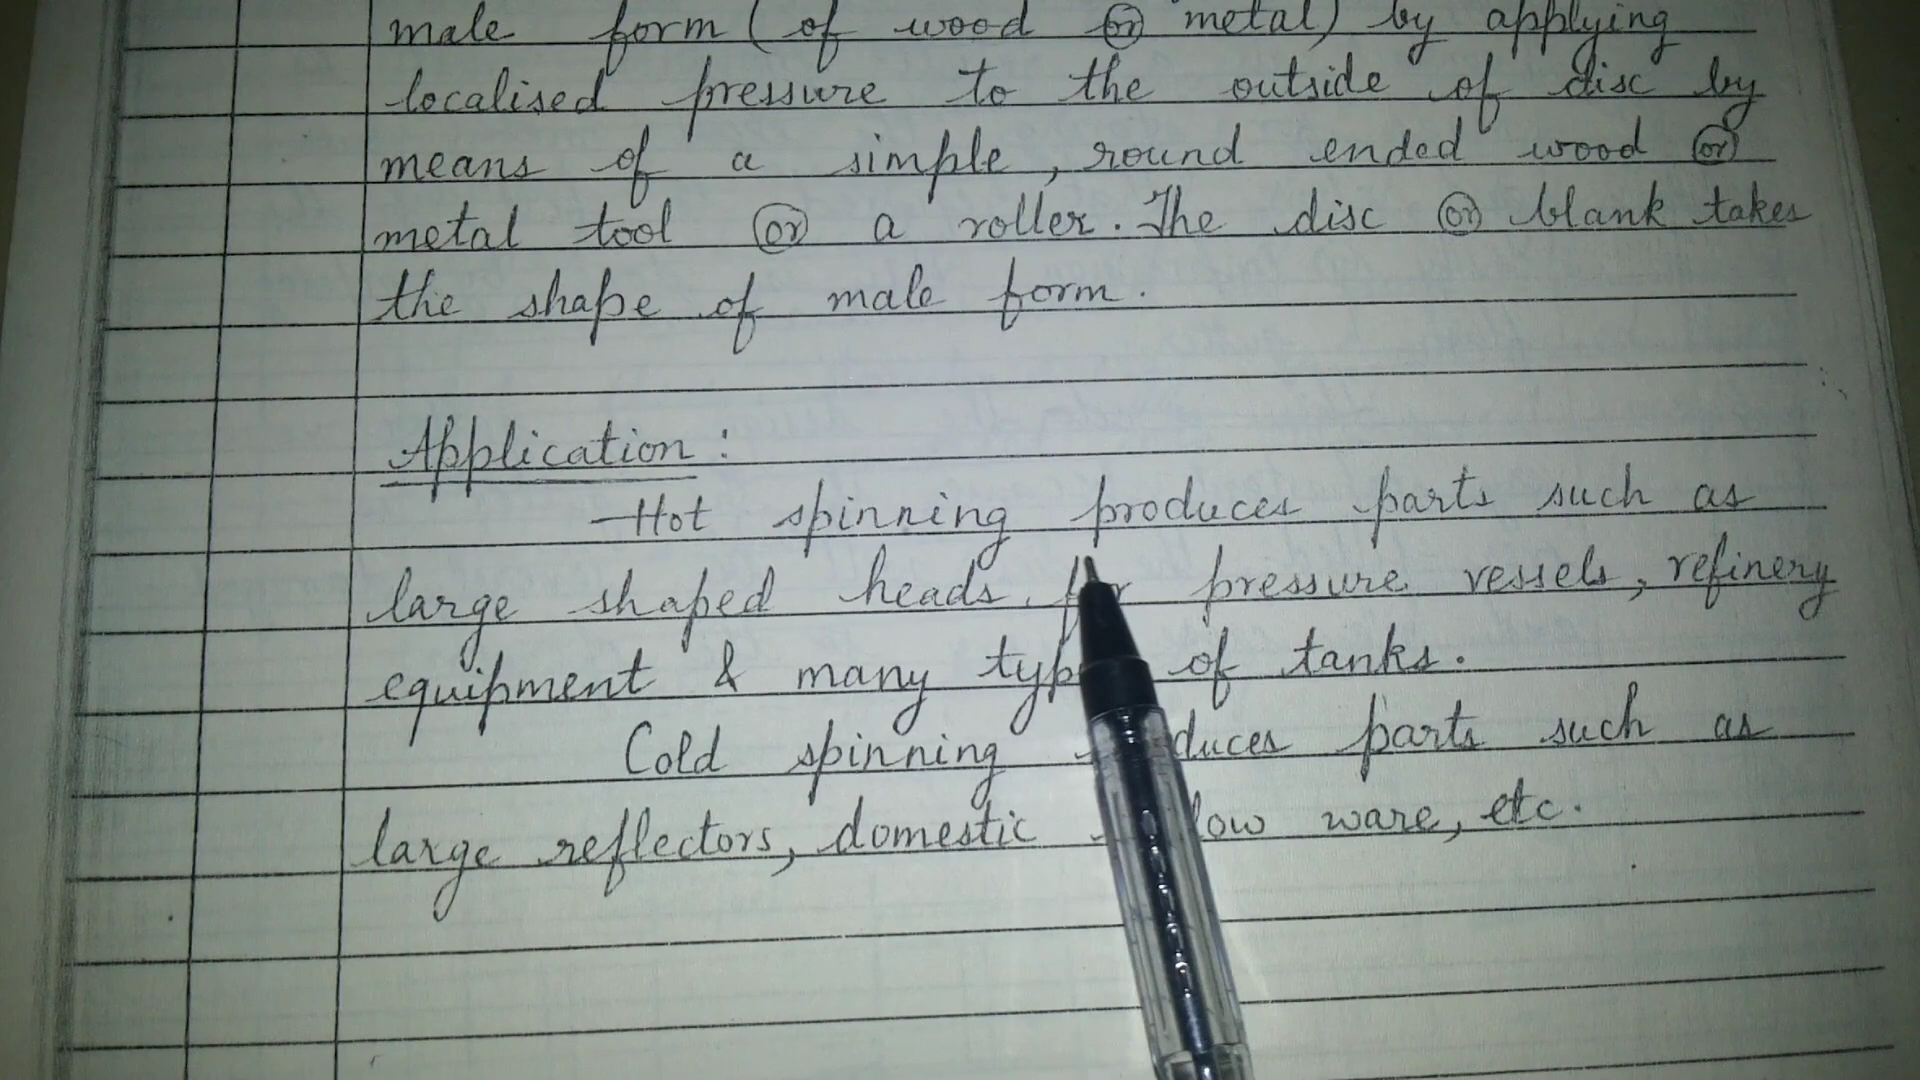 male form (of wood or metal) by applying
localised pressure to the outside of disc by
means of a simple, round ended wood or
metal tool or a roller. The disc or blank takes
the shape of male form.
Application:
Hot spinning produces parts such as
large shaped heads for pressure vessels, refinery
equipment & many of tanks.
Cold spinning parts such as
large reflectors, domestic ware, etc.